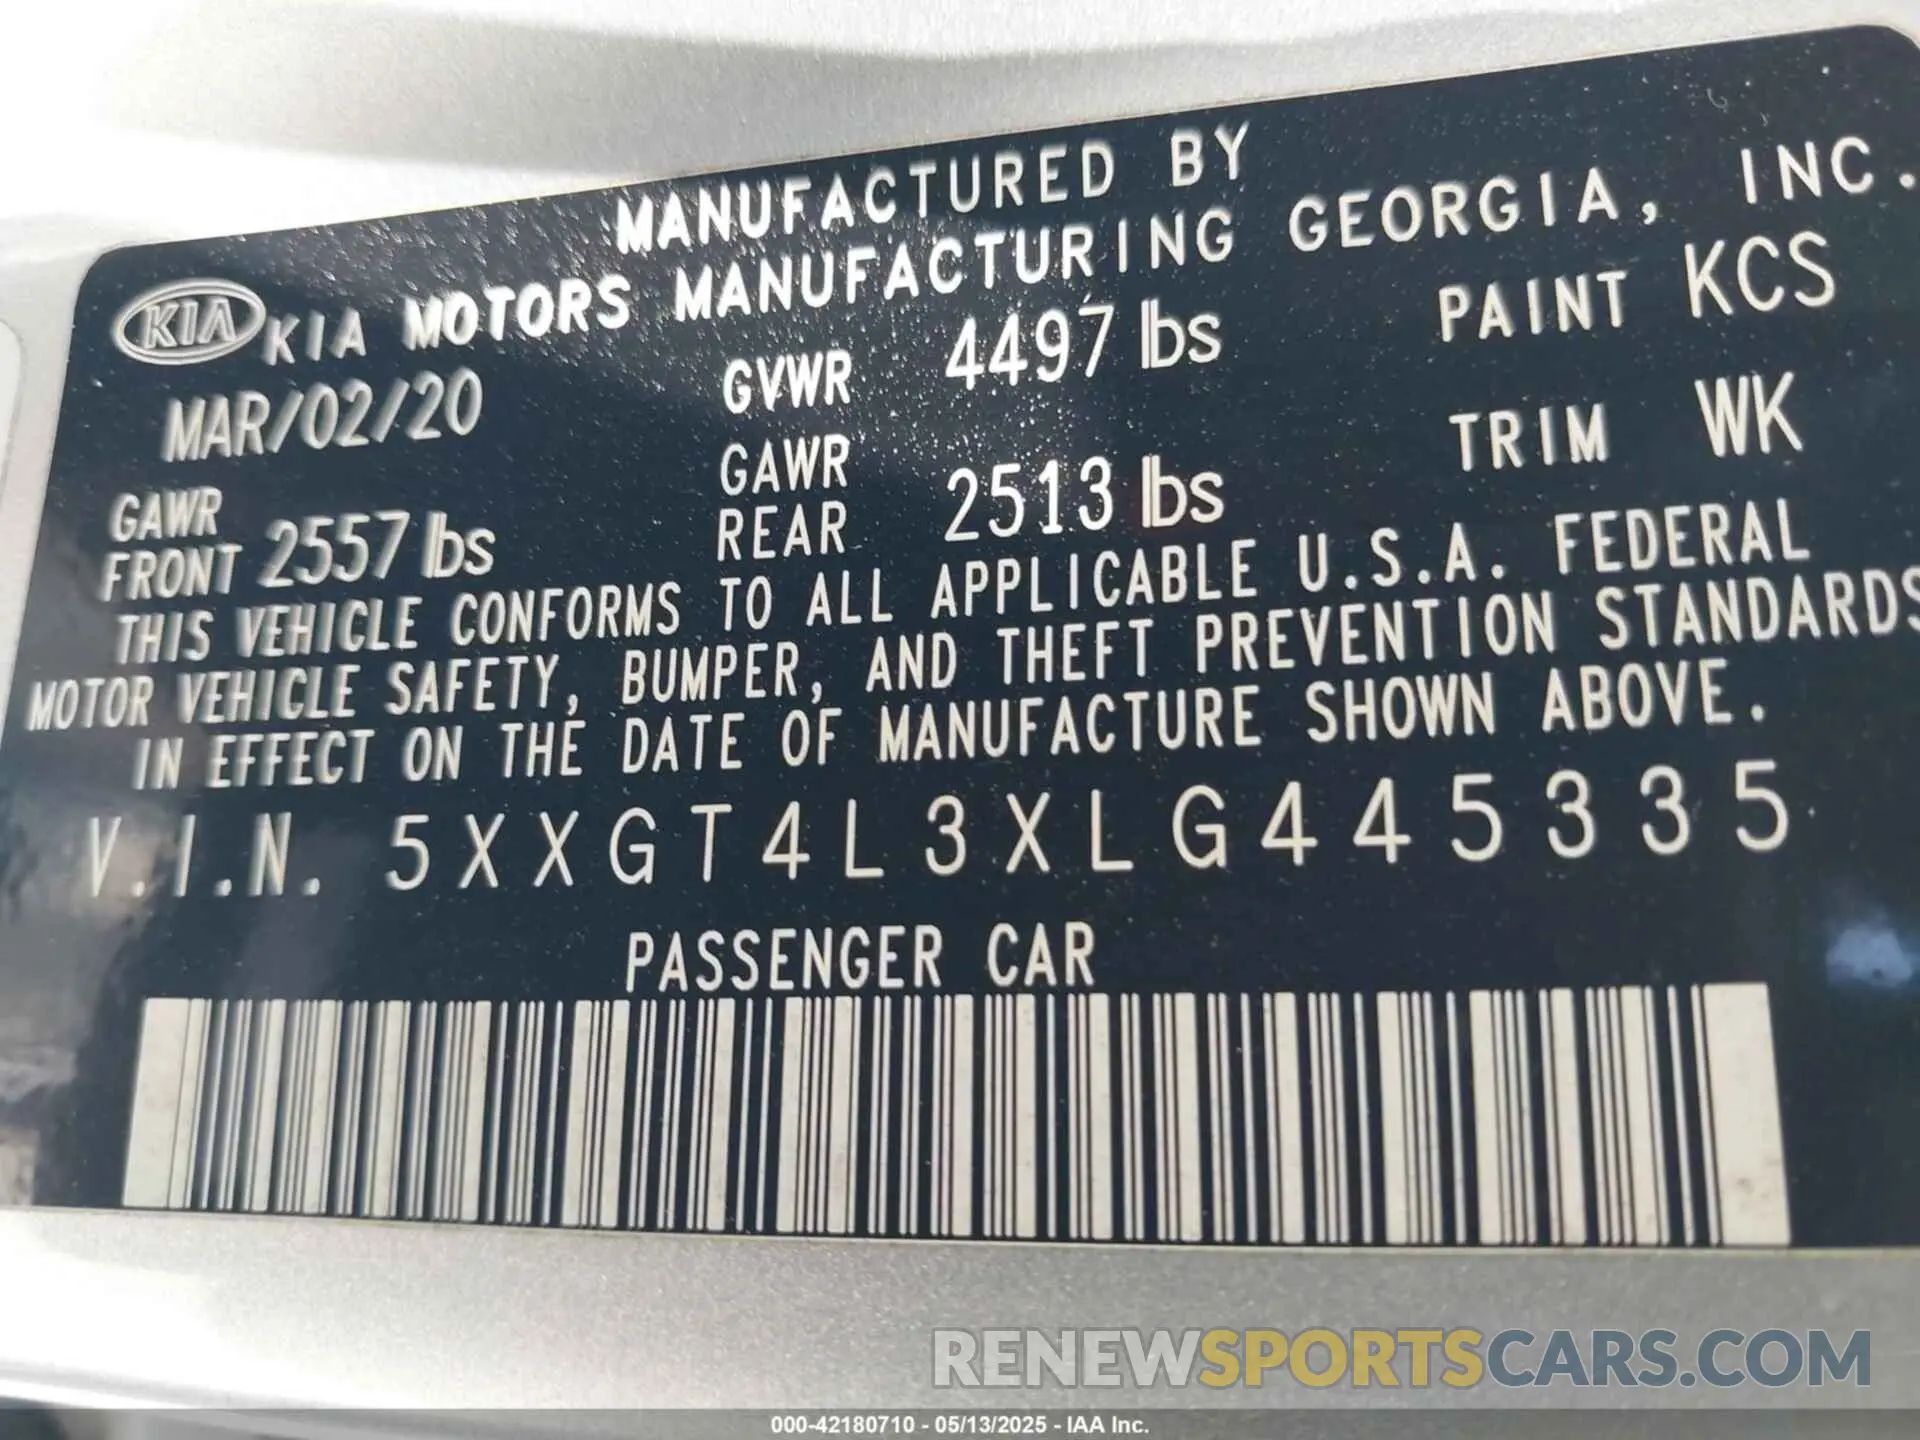 MANUFACTURED BY
KIA KIA MOTORS MANUFACTURING GEORGIA, INC.
MAR/02/20 GVWR 4497 lbs PAINT KCS
GAWR FRONT 2557 lbs GAWR REAR 2513 lbs TRIM WK
THIS VEHICLE CONFORMS TO ALL APPLICABLE U.S.A. FEDERAL
MOTOR VEHICLE SAFETY, BUMPER, AND THEFT PREVENTION STANDARDS
IN EFFECT ON THE DATE OF MANUFACTURE SHOWN ABOVE.
V.I.N. 5XXGT4L3XLG445335
PASSENGER CAR
RENEWSPORTSCARS.COM
000-42180710 - 05/13/2025 - IAA Inc.